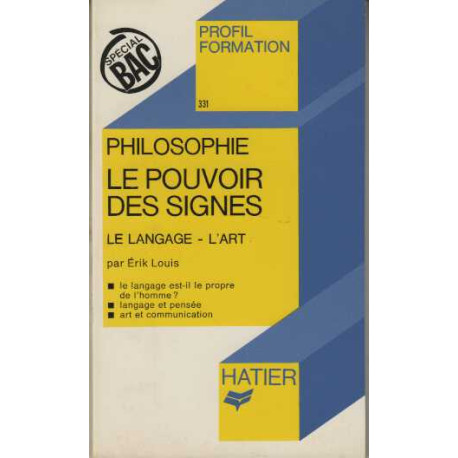 SPÉCIAL
BAC
PROFIL
FORMATION
331
PHILOSOPHIE
LE POUVOIR
DES SIGNES
LE LANGAGE - L'ART
par Érik Louis
■ le langage est-il le propre
de l'homme ?
■ langage et pensée
■ art et communication
HATIER